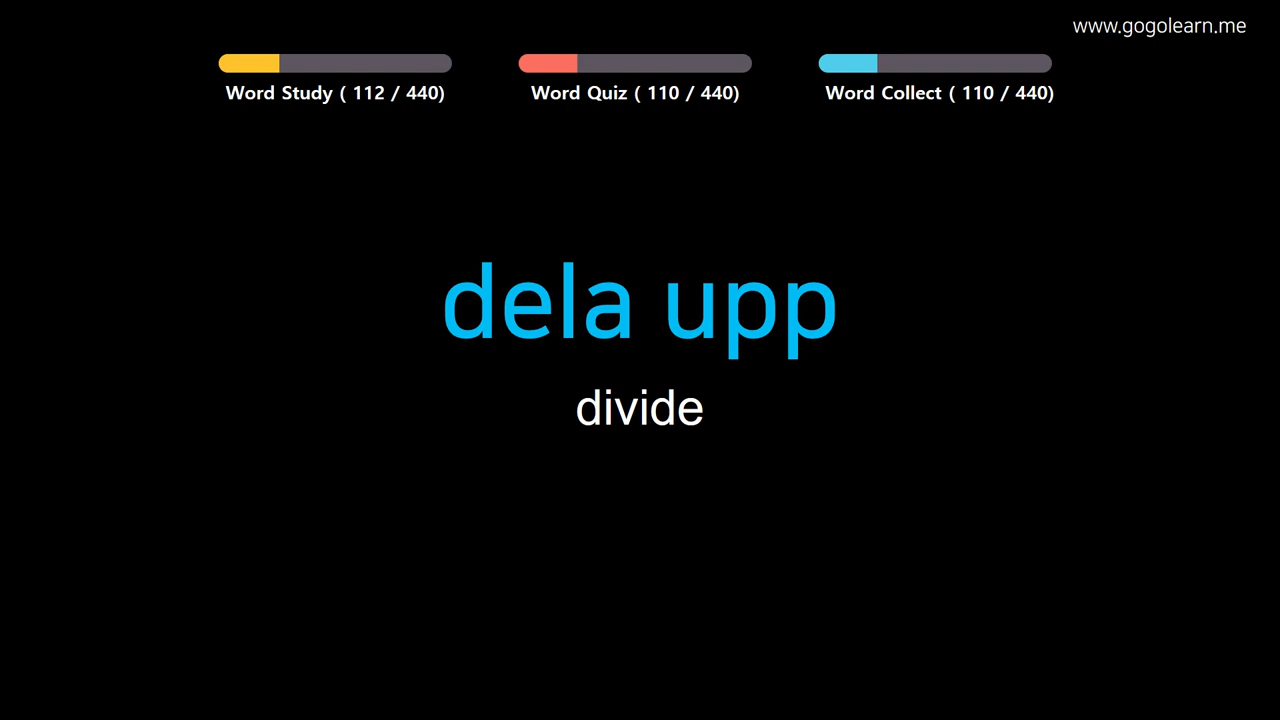 www.gogolearn.me
Word Study ( 112 / 440)
Word Quiz ( 110 / 440)
Word Collect ( 110 / 440)
dela upp
divide